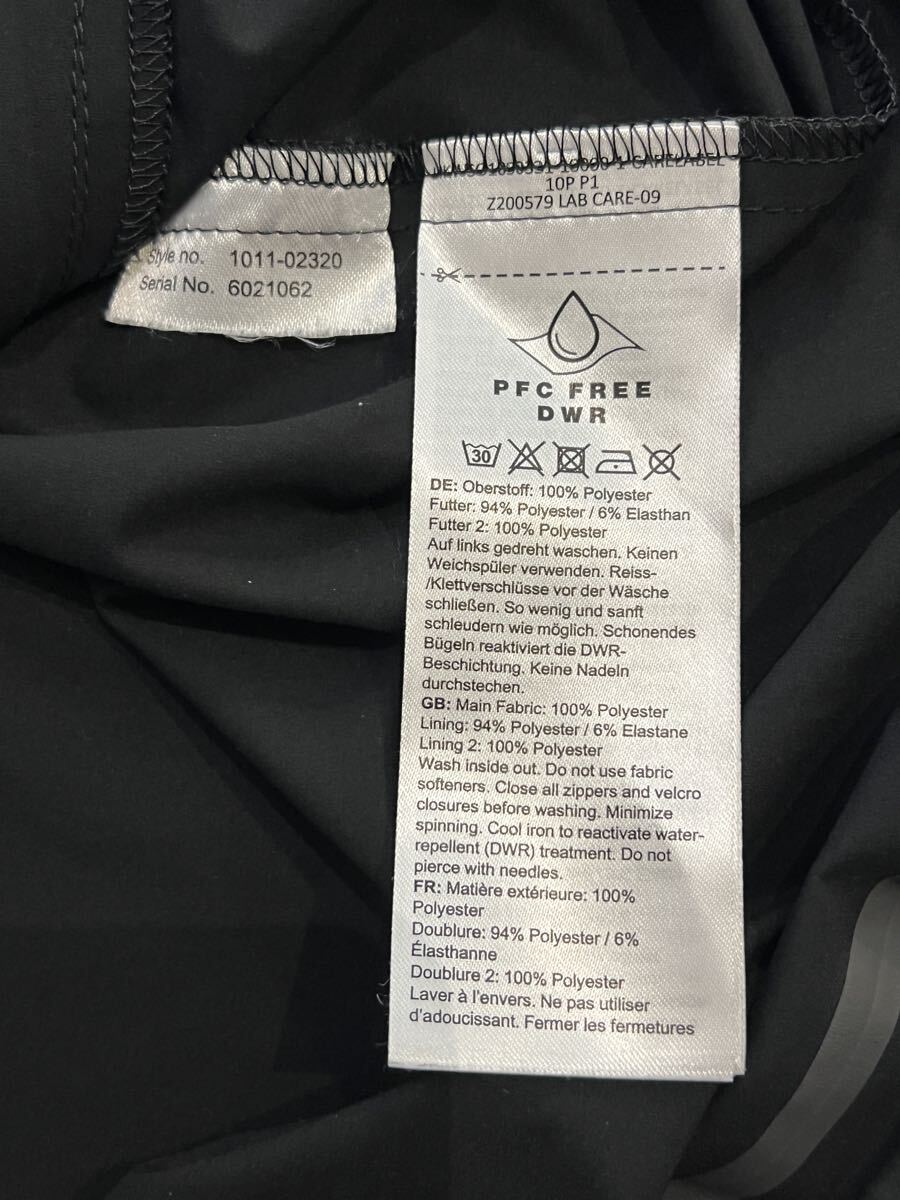 Style no. 1011-02320
Serial No. 6021062
CARELABEL
10P P1
Z200579 LAB CARE-09
PFC FREE
DWR
30
DE: Oberstoff: 100% Polyester
Futter: 94% Polyester / 6% Elasthan
Futter 2: 100% Polyester
Auf links gedreht waschen. Keinen
Weichspüler verwenden. Reiss-
/Klettverschlüsse vor der Wäsche
schließen. So wenig und sanft
schleudern wie möglich. Schonendes
Bügeln reaktiviert die DWR-
Beschichtung. Keine Nadeln
durchstechen.
GB: Main Fabric: 100% Polyester
Lining: 94% Polyester / 6% Elastane
Lining 2: 100% Polyester
Wash inside out. Do not use fabric
softeners. Close all zippers and velcro
closures before washing. Minimize
spinning. Cool iron to reactivate water-
repellent (DWR) treatment. Do not
pierce with needles.
FR: Matière extérieure: 100%
Polyester
Doublure: 94% Polyester / 6%
Élasthanne
Doublure 2: 100% Polyester
Laver à l'envers. Ne pas utiliser
d'adoucissant. Fermer les fermetures